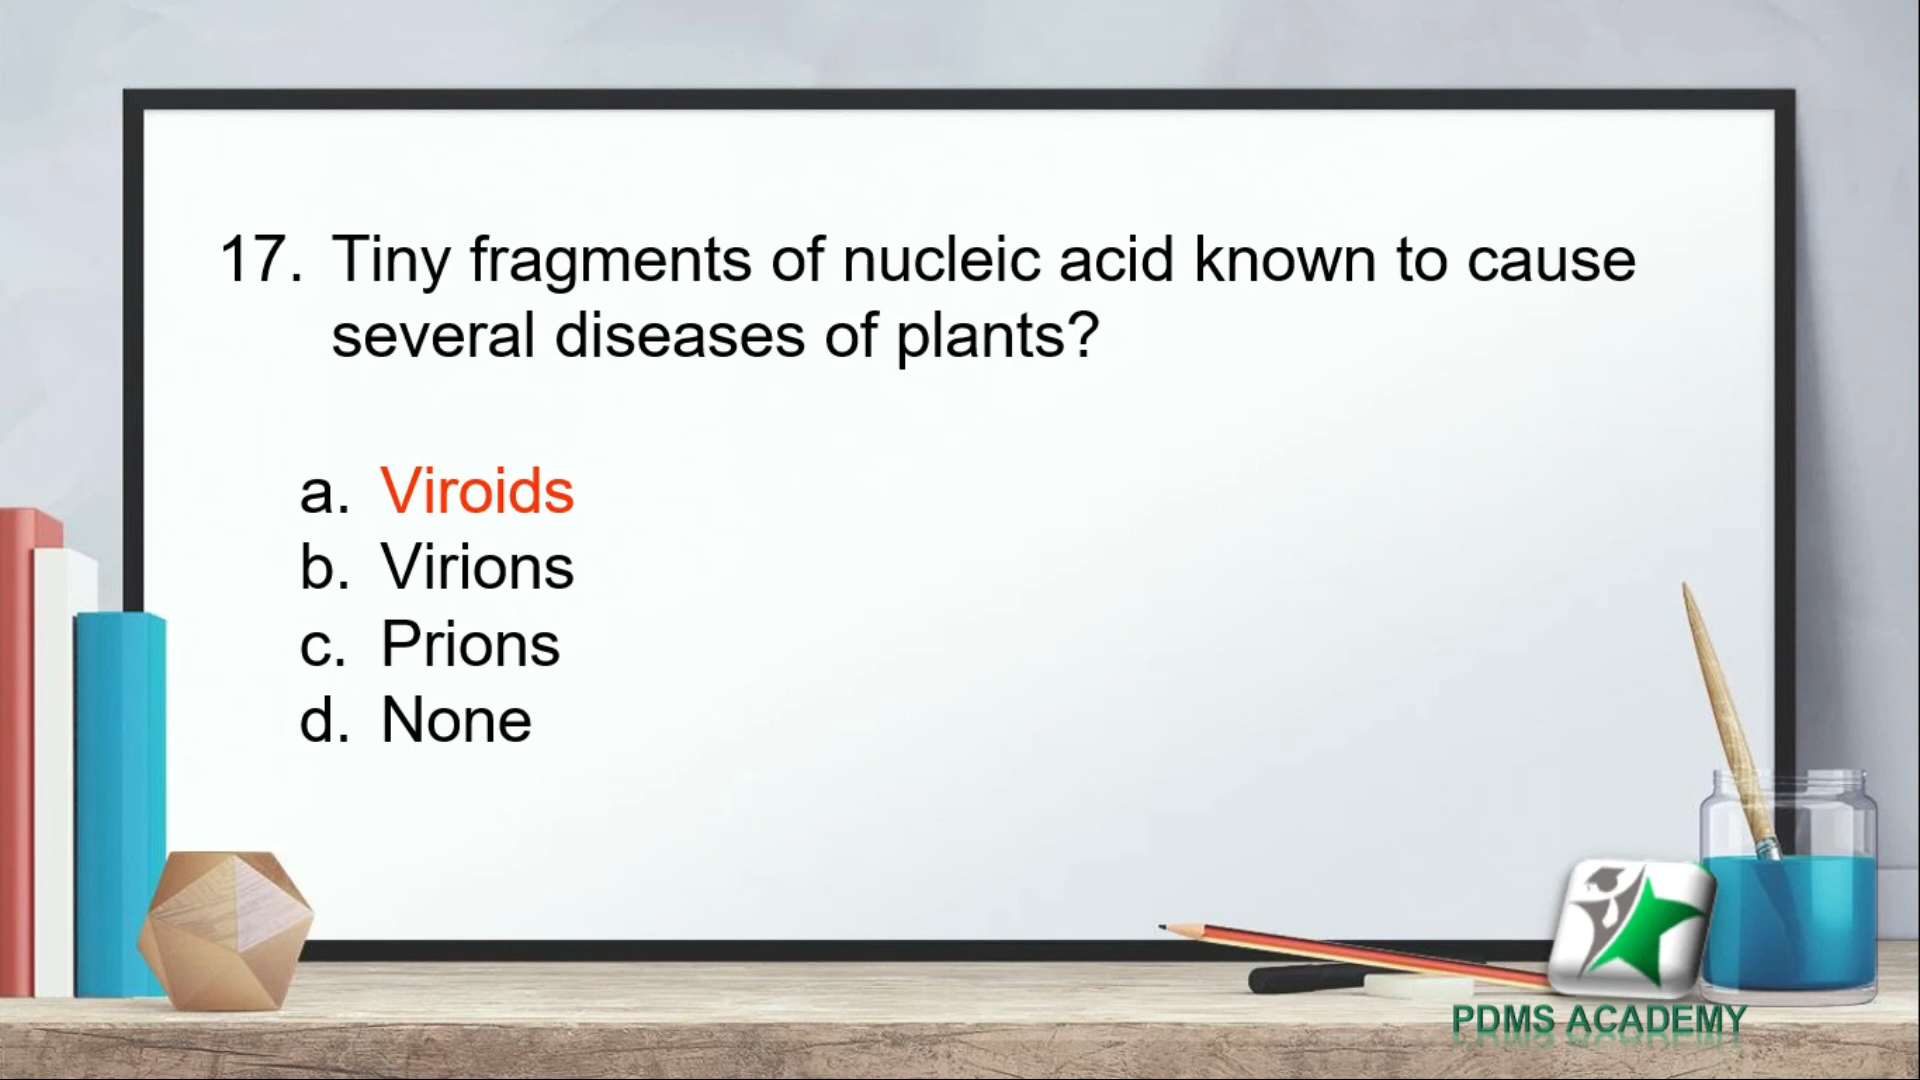 17. Tiny fragments of nucleic acid known to cause
several diseases of plants?
a. Viroids
b. Virions
c. Prions
d. None
PDMS ACADEMY